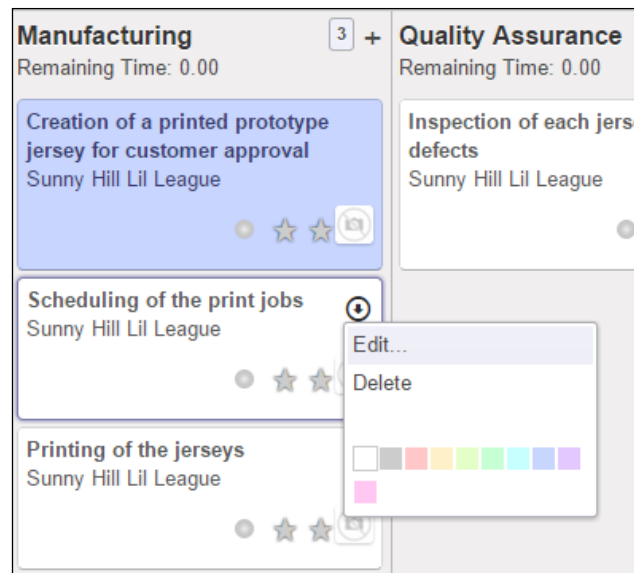 Manufacturing
3 +
Remaining Time: 0.00
Creation of a printed prototype
jersey for customer approval
Sunny Hill Lil League
Scheduling of the print jobs
Sunny Hill Lil League
Edit...
Delete
Printing of the jerseys
Sunny Hill Lil League
Quality Assurance
Remaining Time: 0.00
Inspection of each jers
defects
Sunny Hill Lil League